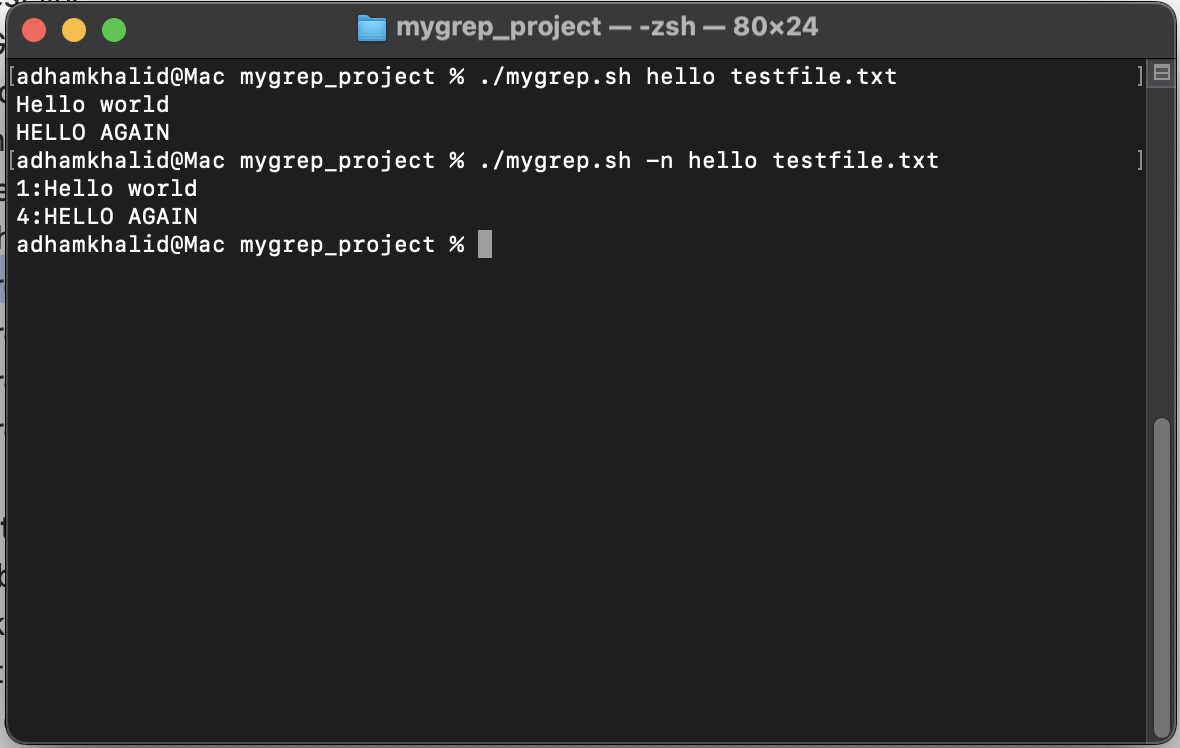 mygrep_project — -zsh — 80×24
[adhamkhalid@Mac mygrep_project % ./mygrep.sh hello testfile.txt ]
Hello world
HELLO AGAIN
[adhamkhalid@Mac mygrep_project % ./mygrep.sh -n hello testfile.txt ]
1:Hello world
4:HELLO AGAIN
adhamkhalid@Mac mygrep_project %